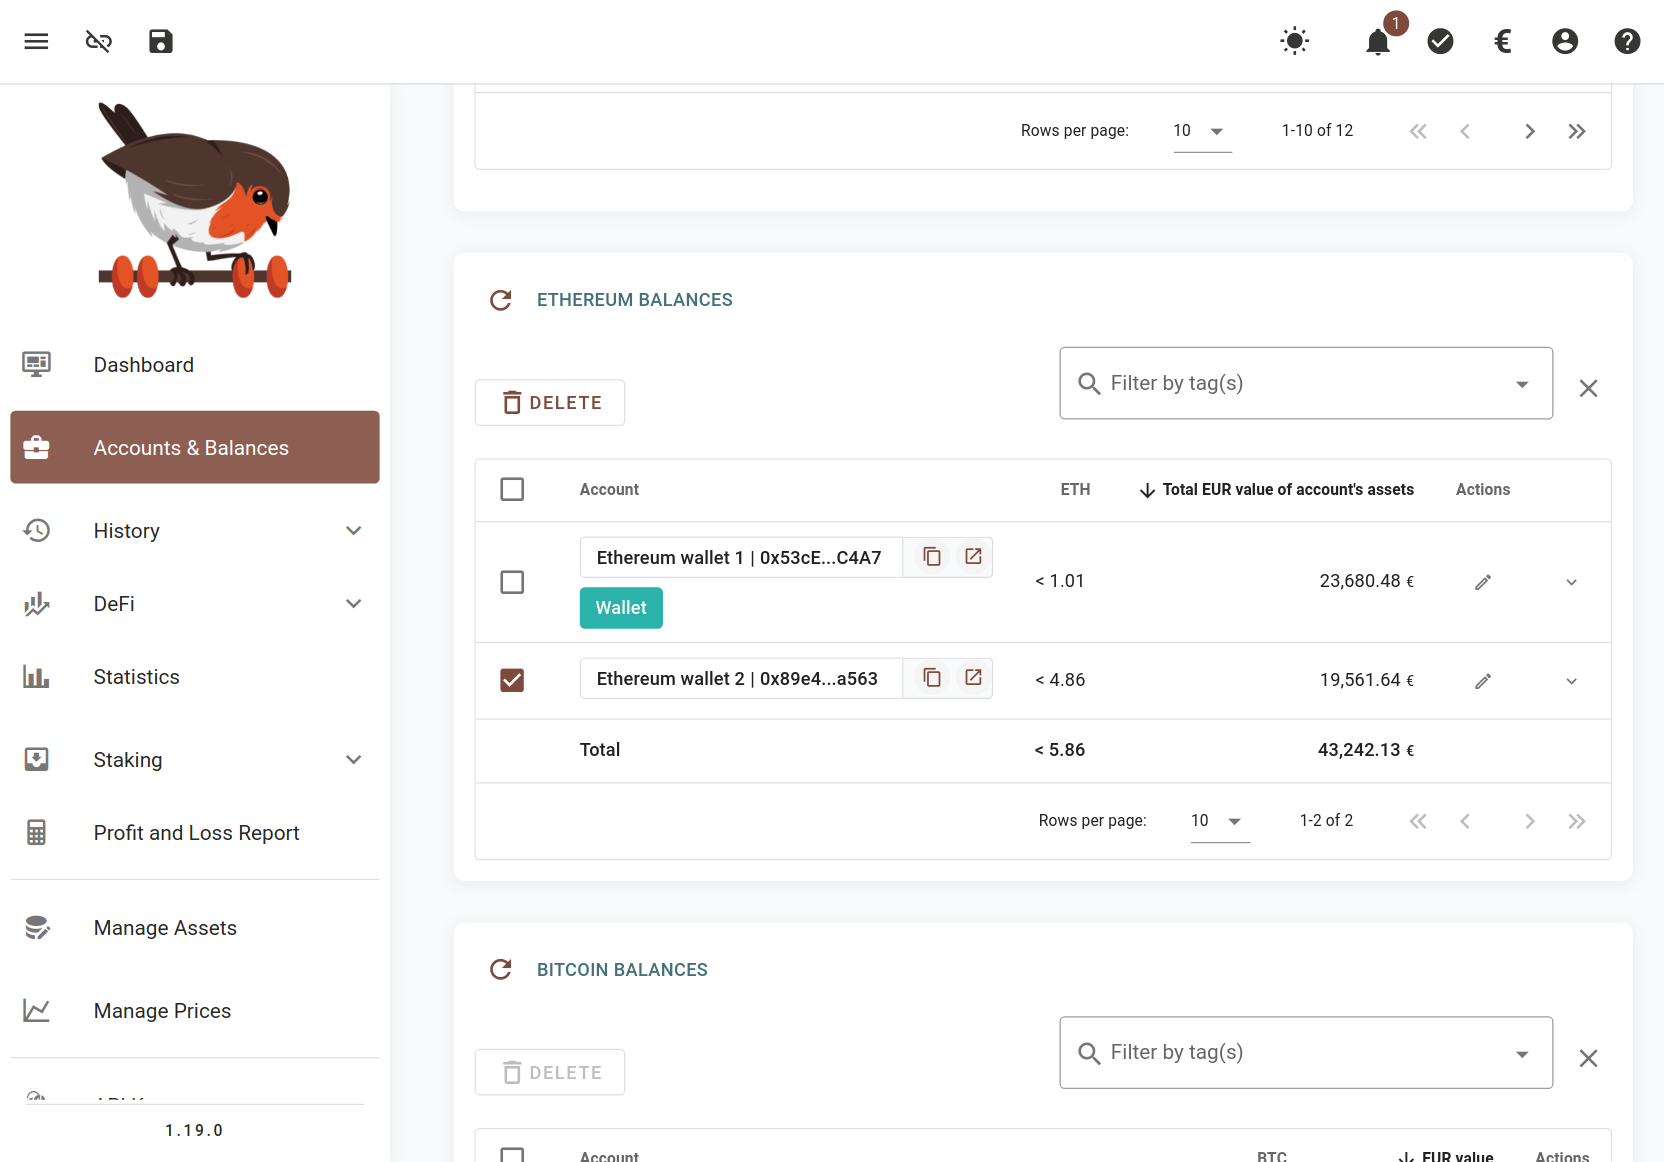 1
Rows per page: 10 1-10 of 12
ETHEREUM BALANCES
Dashboard
Filter by tag(s)
DELETE
Accounts & Balances
Account ETH Total EUR value of account's assets Actions
History
Ethereum wallet 1 | 0x53cE...C4A7
< 1.01 23,680.48 €
Wallet
DeFi
Statistics
Ethereum wallet 2 | 0x89e4...a563 < 4.86 19,561.64 €
Total < 5.86 43,242.13 €
Staking
Rows per page: 10 1-2 of 2
Profit and Loss Report
Manage Assets
BITCOIN BALANCES
Manage Prices
Filter by tag(s)
DELETE
1.19.0
Account BTC EUR value Actions